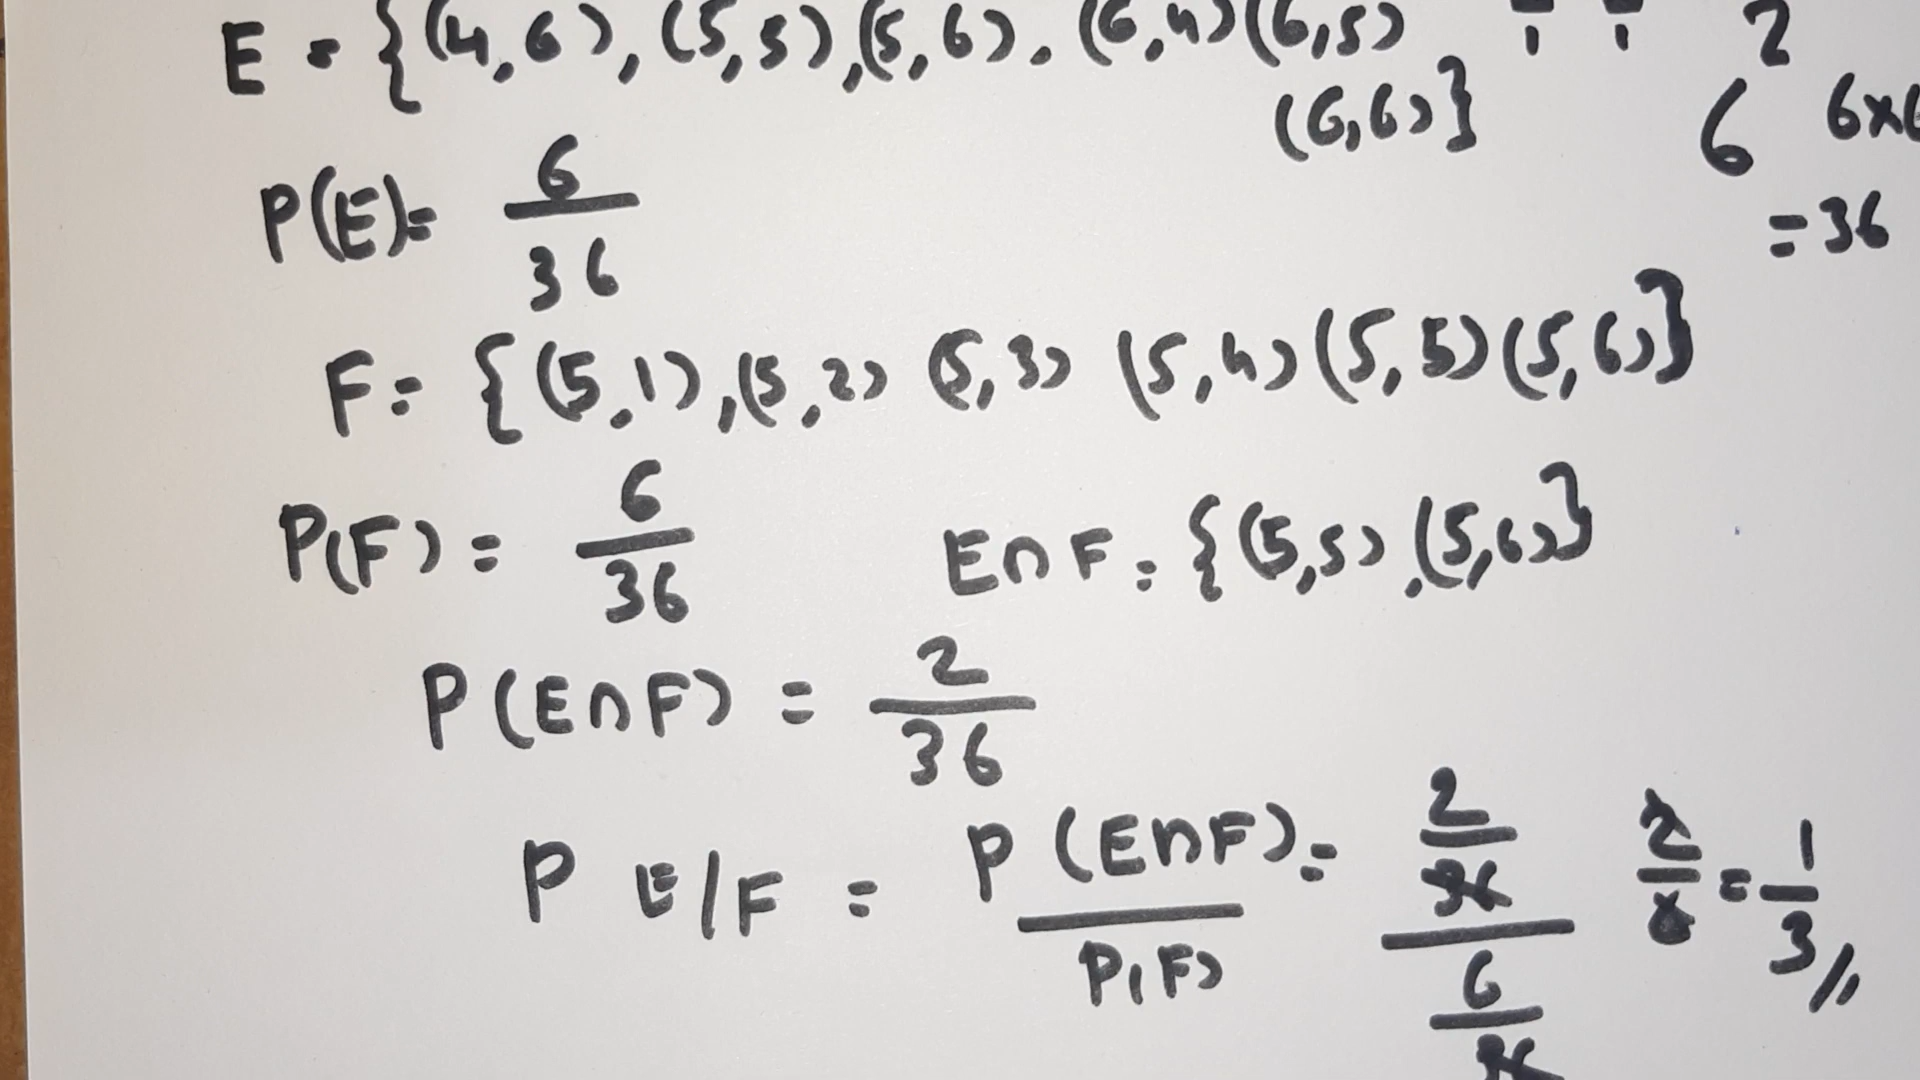 E = {(4,6), (5,5), (5,6), (6,4) (6,5)
(6,6)}
2
6 6x6
= 36
P(E) = 6/36
F = {(5,1), (5,2) (5,3) (5,4) (5,5) (5,6)}
P(F) = 6/36
E∩F = {(5,5), (5,6)}
P(E∩F) = 2/36
P E/F = P(E∩F)/P(F) = 2/36 / 6/36 2/6 = 1/3 //